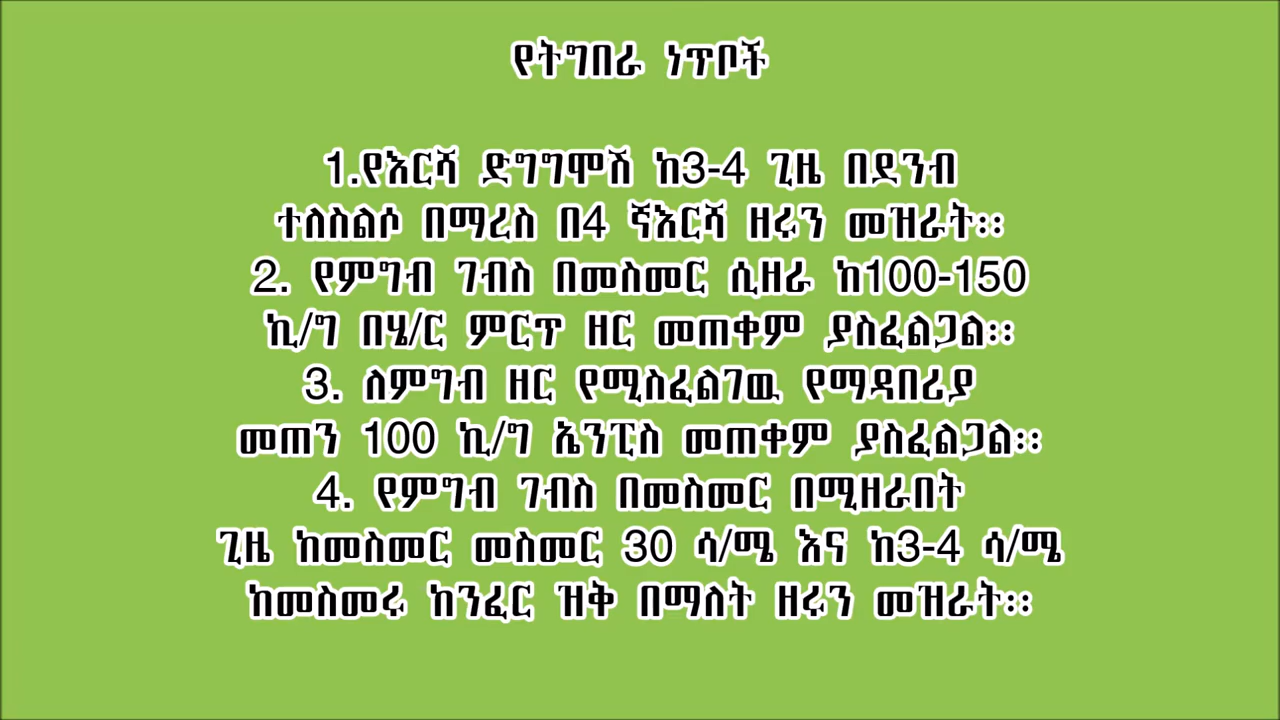 የትግበራ ነጥቦች
1.የእርሻ ድግግሞሽ ከ3-4 ጊዜ በደንብ
ተለስልሶ በማረስ በ4 ኛእርሻ ዘሩን መዝራት፡፡
2. የምግብ ገብስ በመስመር ሲዘራ ከ100-150
ኪ/ግ በሄ/ር ምርጥ ዘር መጠቀም ያስፈልጋል፡፡
3. ለምግብ ዘር የሚስፈልገዉ የማዳበሪያ
መጠን 100 ኪ/ግ ኤንፒስ መጠቀም ያስፈልጋል፡፡
4. የምግብ ገብስ በመስመር በሚዘራበት
ጊዜ ከመስመር መስመር 30 ሳ/ሜ እና ከ3-4 ሳ/ሜ
ከመስመሩ ከንፈር ዝቅ በማለት ዘሩን መዝራት፡፡